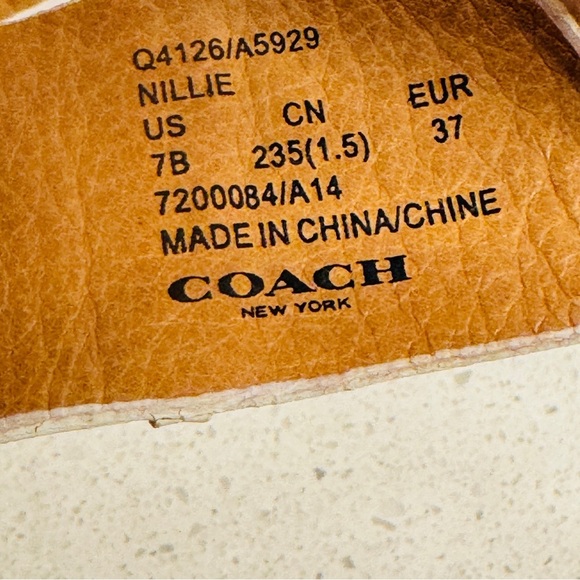 Q4126/A5929
NILLIE
US CN EUR
7B 235(1.5) 37
7200084/A14
MADE IN CHINA/CHINE
COACH
NEW YORK